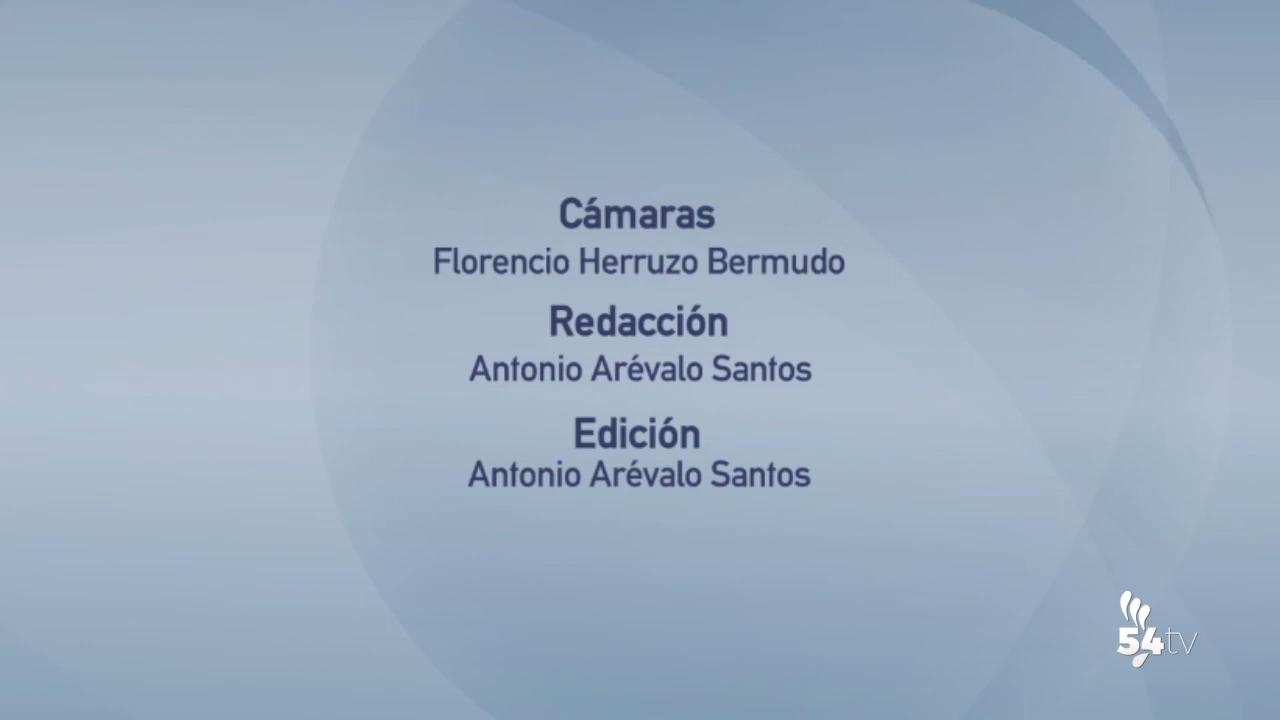 Cámaras
Florencio Herruzo Bermudo
Redacción
Antonio Arévalo Santos
Edición
Antonio Arévalo Santos
54tv